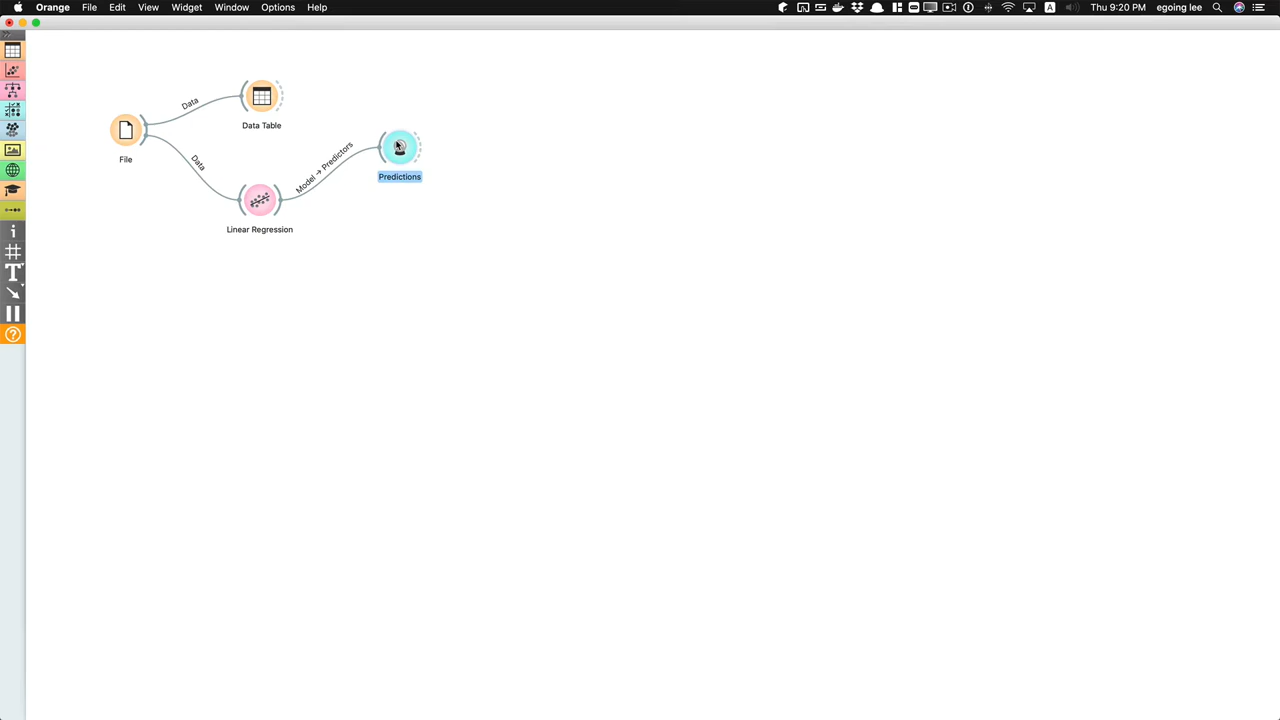 Orange File Edit View Widget Window Options Help
A Thu 9:20 PM egoing lee
Data
Data Table
File
Data
Model → Predictors
Predictions
Linear Regression